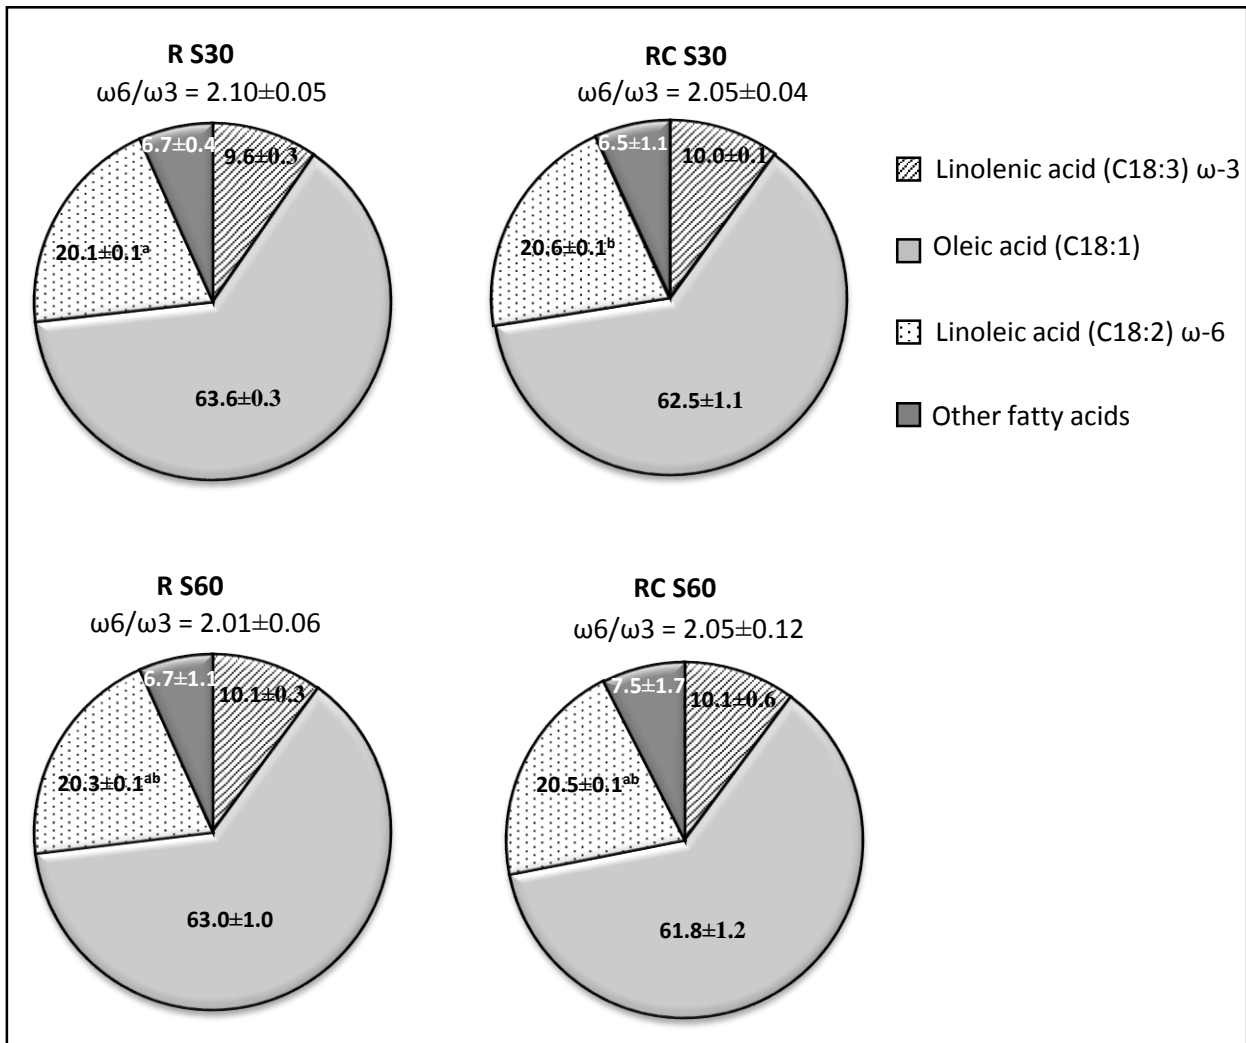 R S30
ω6/ω3 = 2.10±0.05
6.7±0.4
9.6±0.3
20.1±0.1ᵃ
63.6±0.3
RC S30
ω6/ω3 = 2.05±0.04
6.5±1.1
10.0±0.1
20.6±0.1ᵇ
62.5±1.1
Linolenic acid (C18:3) ω-3
Oleic acid (C18:1)
Linoleic acid (C18:2) ω-6
Other fatty acids
R S60
ω6/ω3 = 2.01±0.06
6.7±1.1
10.1±0.3
20.3±0.1ᵃᵇ
63.0±1.0
RC S60
ω6/ω3 = 2.05±0.12
7.5±1.7
10.1±0.6
20.5±0.1ᵃᵇ
61.8±1.2